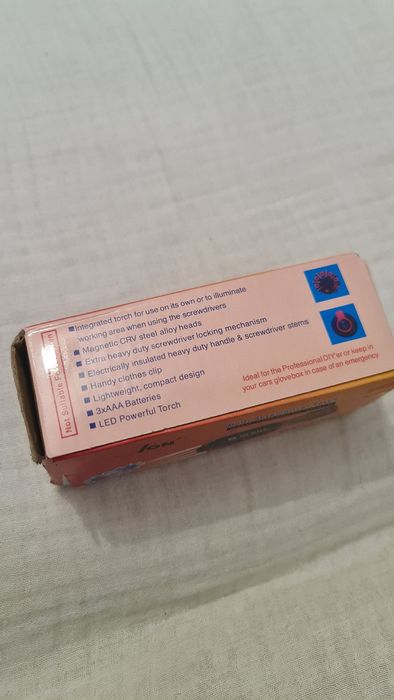 Not Suitable
■Integrated torch for use on its own or to illuminate
working area when using the screwdrivers
■ Magnetic CRV steel alloy heads
■ Extra heavy duty screwdriver locking mechanism
■ Electrically insulated heavy duty handle & screwdriver stems
■ Handy clothes clip
■ Lightweight, compact design
■ 3xAAA Batteries
■ LED Powerful Torch
Ideal for the Professional DIY'er or keep in
your cars glovebox in case of an emergency